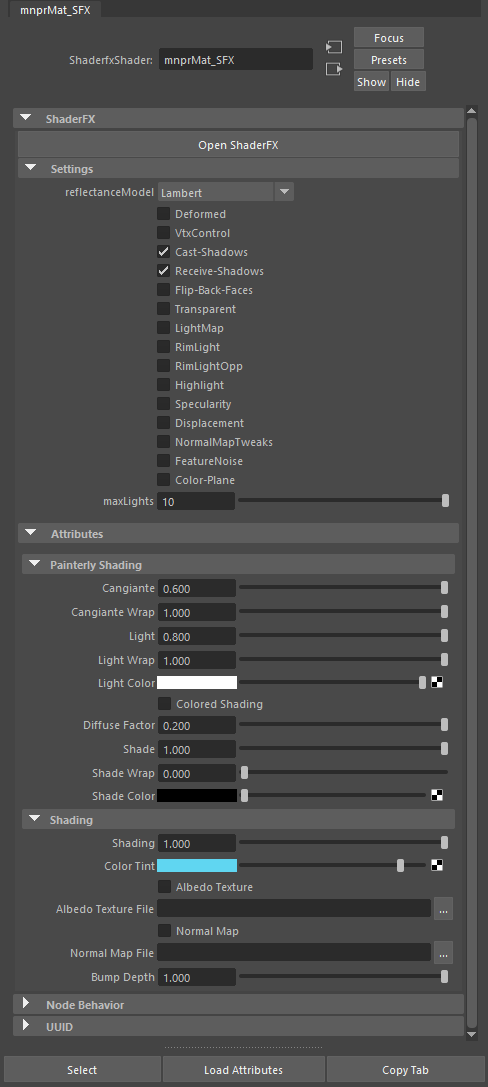 mnprMat_SFX
Focus
ShaderfxShader: mnprMat_SFX
Presets
Show Hide
ShaderFX
Open ShaderFX
Settings
reflectanceModel Lambert
Deformed
VtxControl
Cast-Shadows
Receive-Shadows
Flip-Back-Faces
Transparent
LightMap
RimLight
RimLightOpp
Highlight
Specularity
Displacement
NormalMapTweaks
FeatureNoise
Color-Plane
maxLights 10
Attributes
Painterly Shading
Cangiante 0.600
Cangiante Wrap 1.000
Light 0.800
Light Wrap 1.000
Light Color
Colored Shading
Diffuse Factor 0.200
Shade 1.000
Shade Wrap 0.000
Shade Color
Shading
Shading 1.000
Color Tint
Albedo Texture
Albedo Texture File ...
Normal Map
Normal Map File ...
Bump Depth 1.000
Node Behavior
UUID
Select Load Attributes Copy Tab